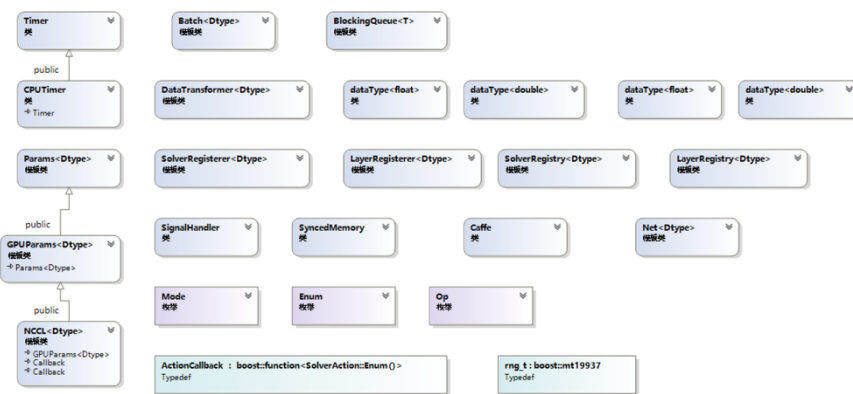 Timer
类
Batch<Dtype>
模板类
BlockingQueue<T>
模板类
public
CPUTimer
类
Timer
DataTransformer<Dtype>
模板类
dataType<float>
类
dataType<double>
类
dataType<float>
类
dataType<double>
类
Params<Dtype>
模板类
SolverRegisterer<Dtype>
模板类
LayerRegisterer<Dtype>
模板类
SolverRegistry<Dtype>
模板类
LayerRegistry<Dtype>
模板类
public
GPUParams<Dtype>
模板类
Params<Dtype>
SignalHandler
类
SyncedMemory
类
Caffe
类
Net<Dtype>
模板类
public
Mode
枚举
Enum
枚举
Op
枚举
NCCL<Dtype>
模板类
GPUParams<Dtype>
Callback
Callback
ActionCallback : boost::function<SolverAction::Enum()>
Typedef
rng_t : boost::mt19937
Typedef